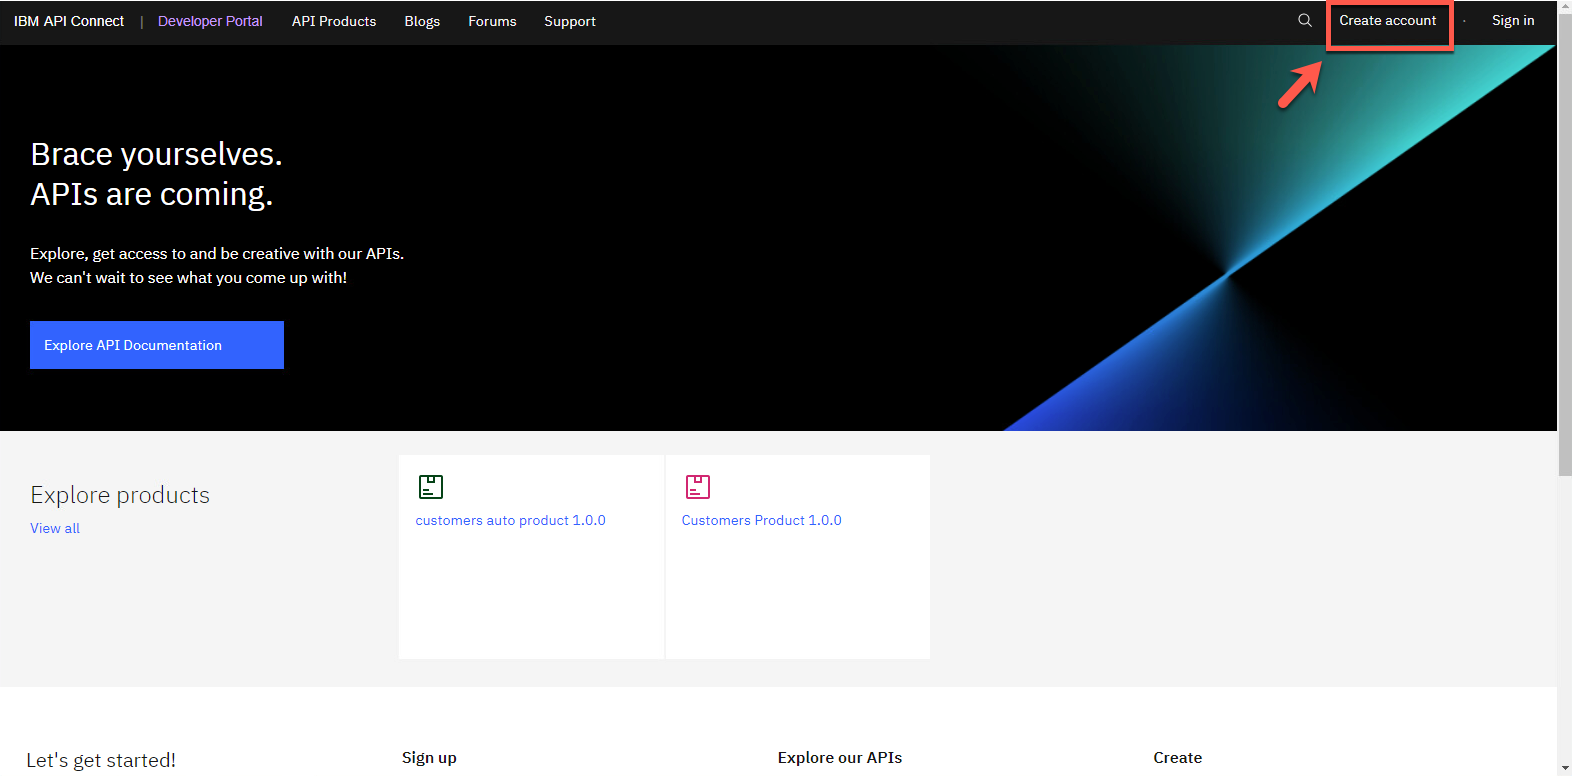 IBM API Connect | Developer Portal API Products Blogs Forums Support Create account · Sign in
Brace yourselves.
APIs are coming.
Explore, get access to and be creative with our APIs.
We can't wait to see what you come up with!
Explore API Documentation
Explore products
View all
customers auto product 1.0.0
Customers Product 1.0.0
Let's get started!
Sign up
Explore our APIs
Create